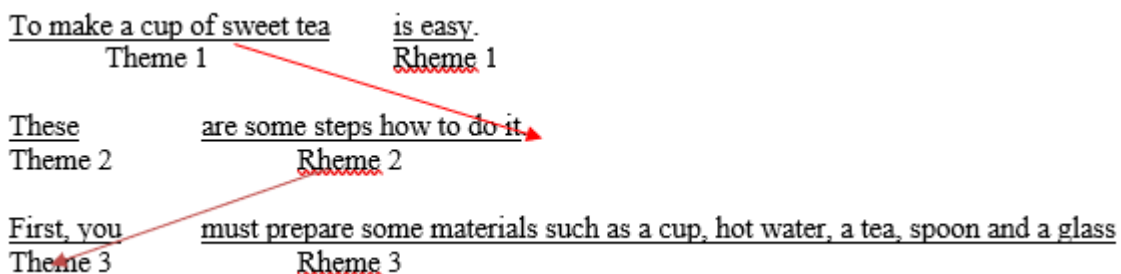 To make a cup of sweet tea is easy.
Theme 1 Rheme 1
These are some steps how to do it.
Theme 2 Rheme 2
First, you must prepare some materials such as a cup, hot water, a tea, spoon and a glass
Theme 3 Rheme 3